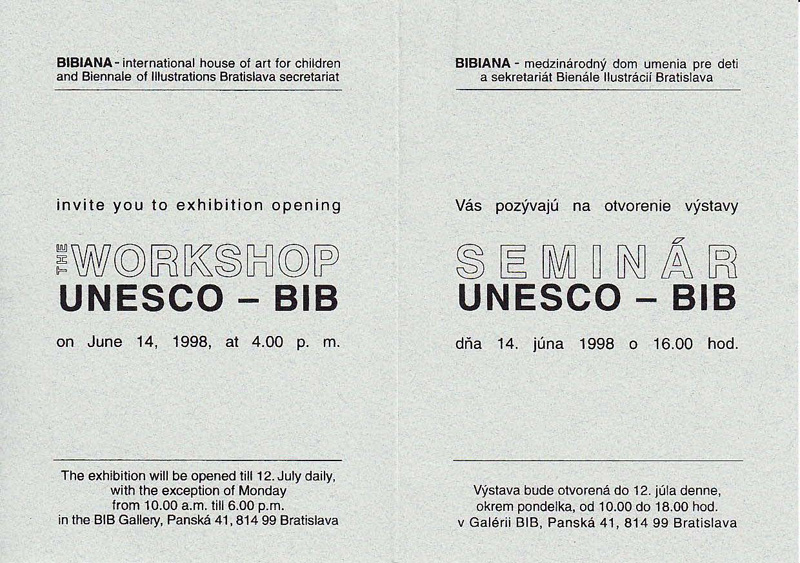 BIBIANA - international house of art for children
and Biennale of Illustrations Bratislava secretariat
invite you to exhibition opening
THE WORKSHOP
UNESCO – BIB
on June 14, 1998, at 4.00 p. m.
The exhibition will be opened till 12. July daily,
with the exception of Monday
from 10.00 a.m. till 6.00 p.m.
in the BIB Gallery, Panská 41, 814 99 Bratislava
BIBIANA - medzinárodný dom umenia pre deti
a sekretariát Bienále Ilustrácií Bratislava
Vás pozývajú na otvorenie výstavy
SEMINÁR
UNESCO – BIB
dňa 14. júna 1998 o 16.00 hod.
Výstava bude otvorená do 12. júla denne,
okrem pondelka, od 10.00 do 18.00 hod.
v Galérii BIB, Panská 41, 814 99 Bratislava